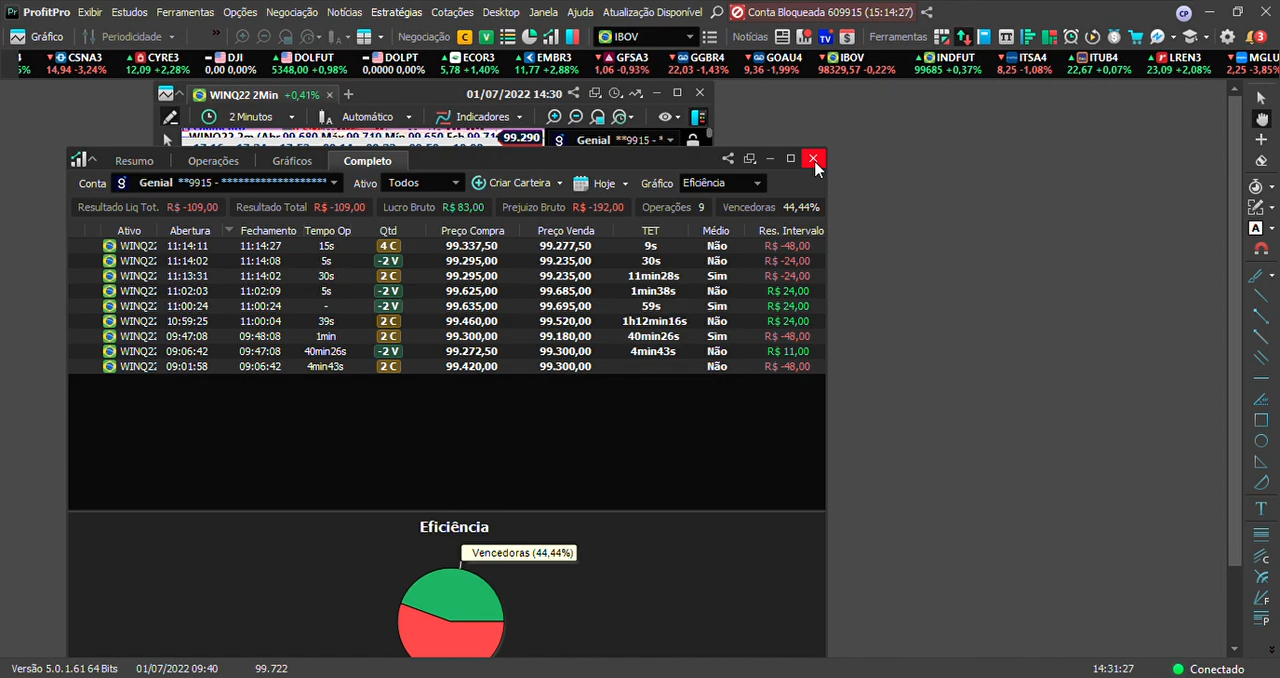 ProfitPro Exibir Estudos Ferramentas Opções Negociação Notícias Estratégias Cotações Desktop Janela Ajuda Atualização Disponível Conta Bloqueada 609915 (15:14:27) CP
Gráfico Periodicidade » Negociação C V IBOV Notícias TV $ Ferramentas 3
CSNA3 CYRE3 DJI DOLFUT DOLPT ECOR3 EMBR3 GFSA3 GGBR4 GOAU4 IBOV INDFUT ITSA4 ITUB4 LREN3 MGLU
5% 14,94 -3,24% 12,09 +2,28% 0,00 0,00% 5348,00 +0,98% 0,0000 0,00% 5,78 +1,40% 11,77 +2,88% 1,06 -0,93% 22,03 -1,43% 9,36 -1,99% 98329,57 -0,22% 99685 +0,37% 8,25 -1,08% 22,67 +0,07% 23,09 +2,08% 2,25 -3,85%
WINQ22 2Min +0,41% 01/07/2022 14:30
2 Minutos Automático Indicadores
99.290 Genial **9915 - *
Resumo Operações Gráficos Completo
Conta Genial **9915 - ******************** Ativo Todos Criar Carteira Hoje Gráfico Eficiência
Resultado Liq Tot. R$ -109,00 Resultado Total R$ -109,00 Lucro Bruto R$ 83,00 Prejuizo Bruto R$ -192,00 Operações 9 Vencedoras 44,44%
Ativo Abertura Fechamento Tempo Op Qtd Preço Compra Preço Venda TET Médio Res. Intervalo
WINQ22 11:14:11 11:14:27 15s 4 C 99.337,50 99.277,50 9s Não R$ -48,00
WINQ22 11:14:02 11:14:08 5s -2 V 99.295,00 99.235,00 30s Não R$ -24,00
WINQ22 11:13:31 11:14:02 30s 2 C 99.295,00 99.235,00 11min28s Sim R$ -24,00
WINQ22 11:02:03 11:02:09 5s -2 V 99.625,00 99.685,00 1min38s Não R$ 24,00
WINQ22 11:00:24 - -2 V 99.635,00 99.695,00 59s Sim R$ 24,00
WINQ22 10:59:25 11:00:04 39s 2 C 99.460,00 99.520,00 1h12min16s Não R$ 24,00
WINQ22 09:47:08 09:48:08 1min 2 C 99.300,00 99.180,00 40min26s Sim R$ -48,00
WINQ22 09:06:42 09:47:08 40min26s -2 V 99.272,50 99.300,00 4min43s Não R$ 11,00
WINQ22 09:01:58 09:06:42 4min43s 2 C 99.420,00 99.300,00 Não R$ -48,00
Eficiência
Vencedoras (44,44%)
Versão 5.0.1.61 64 Bits 01/07/2022 09:40 99.722 14:31:27 Conectado